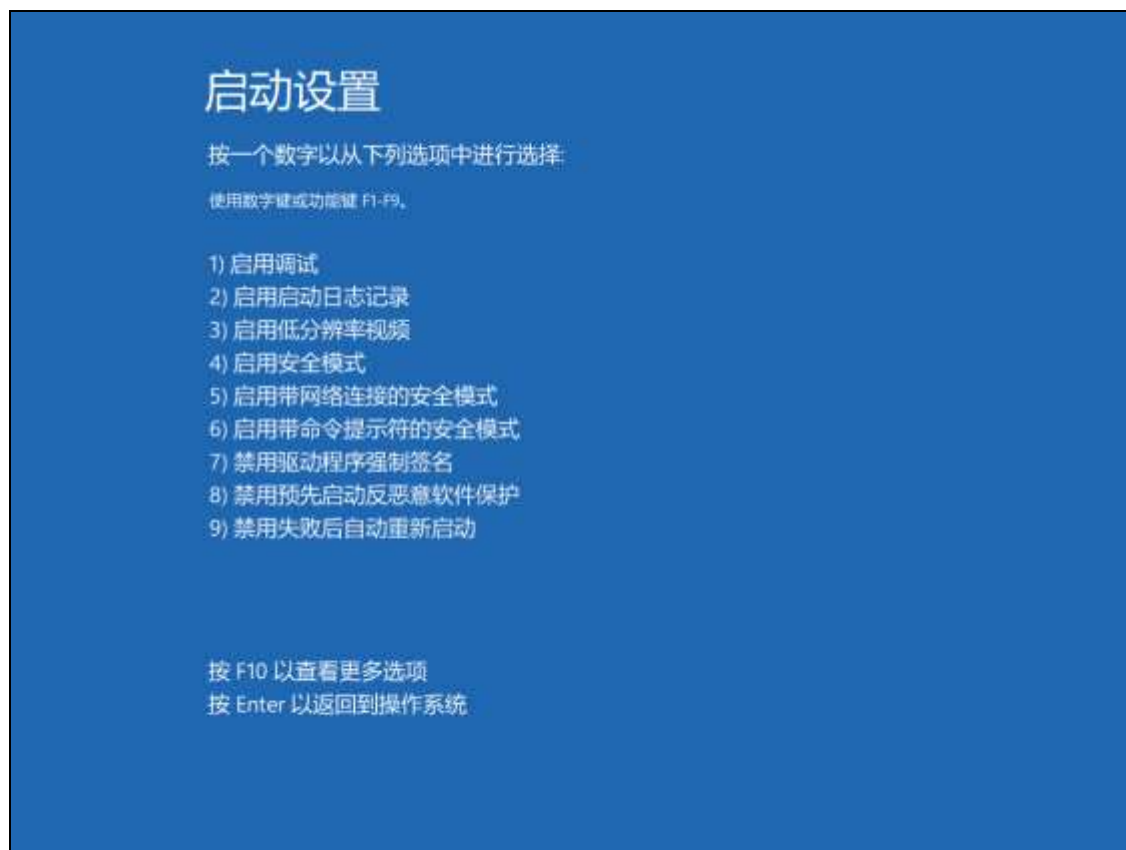 启动设置
按一个数字以从下列选项中进行选择:
使用数字键或功能键 F1-F9。
1) 启用调试
2) 启用启动日志记录
3) 启用低分辨率视频
4) 启用安全模式
5) 启用带网络连接的安全模式
6) 启用带命令提示符的安全模式
7) 禁用驱动程序强制签名
8) 禁用预先启动反恶意软件保护
9) 禁用失败后自动重新启动
按 F10 以查看更多选项
按 Enter 以返回到操作系统